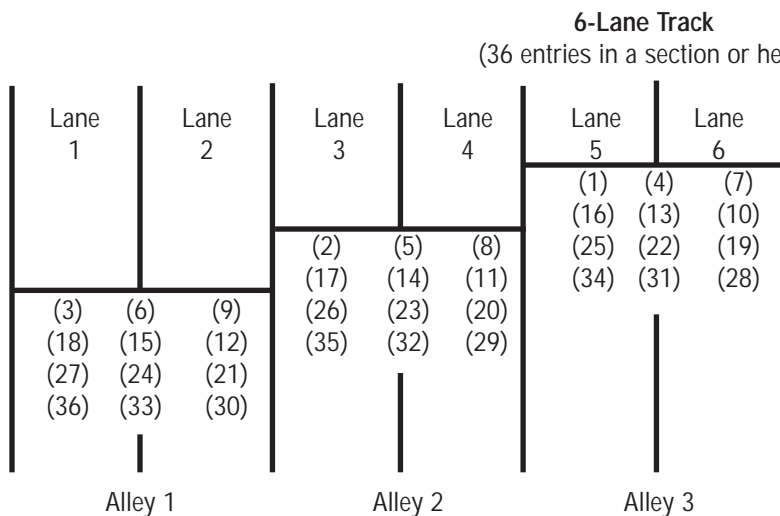 6-Lane Track
(36 entries in a section or he
Lane 1
Lane 2
Lane 3
Lane 4
Lane 5
Lane 6
(1) (4) (7)
(16) (13) (10)
(25) (22) (19)
(34) (31) (28)
(2) (5) (8)
(17) (14) (11)
(26) (23) (20)
(35) (32) (29)
(3) (6) (9)
(18) (15) (12)
(27) (24) (21)
(36) (33) (30)
Alley 1
Alley 2
Alley 3